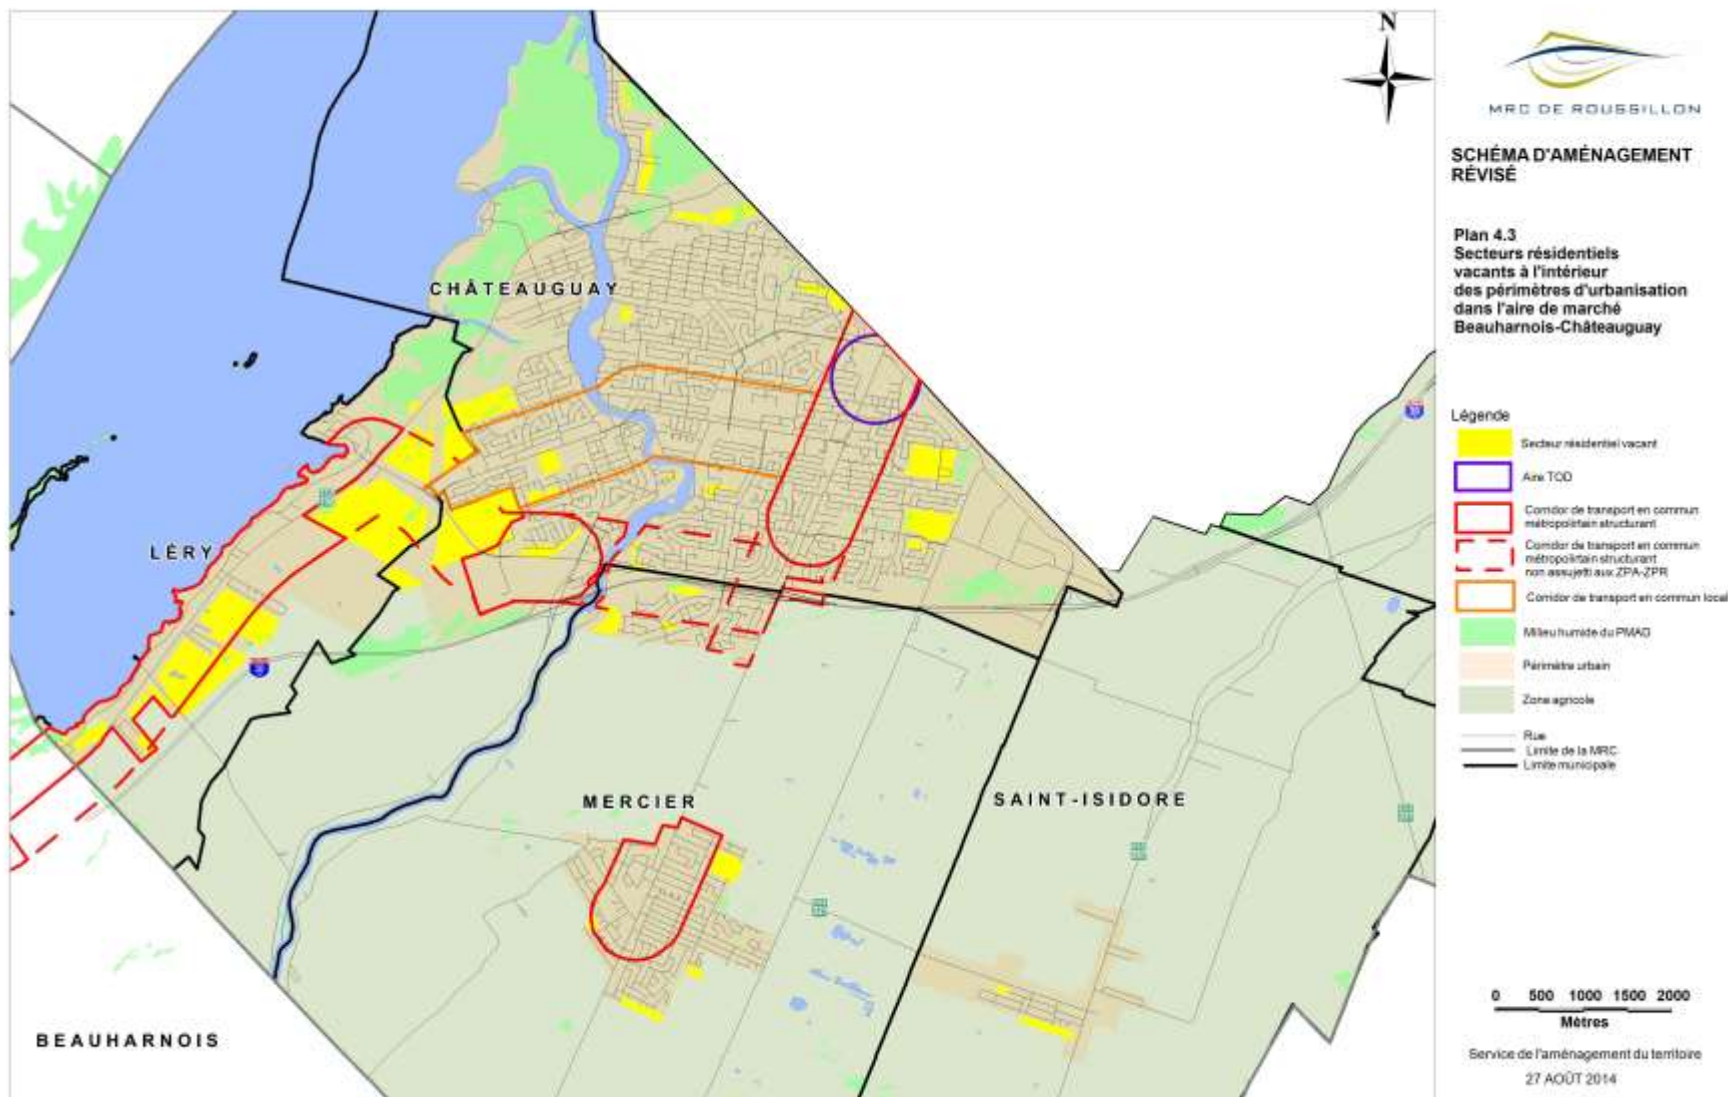 N
MRC DE ROUSSILLON
SCHÉMA D'AMÉNAGEMENT
RÉVISÉ
Plan 4.3
Secteurs résidentiels
vacants à l'intérieur
des périmètres d'urbanisation
dans l'aire de marché
Beauharnois-Châteauguay
Légende
Secteur résidentiel vacant
Aire TOD
Corridor de transport en commun
métropolitain structurant
Corridor de transport en commun
métropolitain structurant
non assujetti aux ZPA-ZPR
Corridor de transport en commun local
Milieu humide du PMAD
Périmètre urbain
Zone agricole
Rue
Limite de la MRC
Limite municipale
CHÂTEAUGUAY
LÉRY
MERCIER
SAINT-ISIDORE
BEAUHARNOIS
0 500 1000 1500 2000
Mètres
Service de l'aménagement du territoire
27 AOÛT 2014